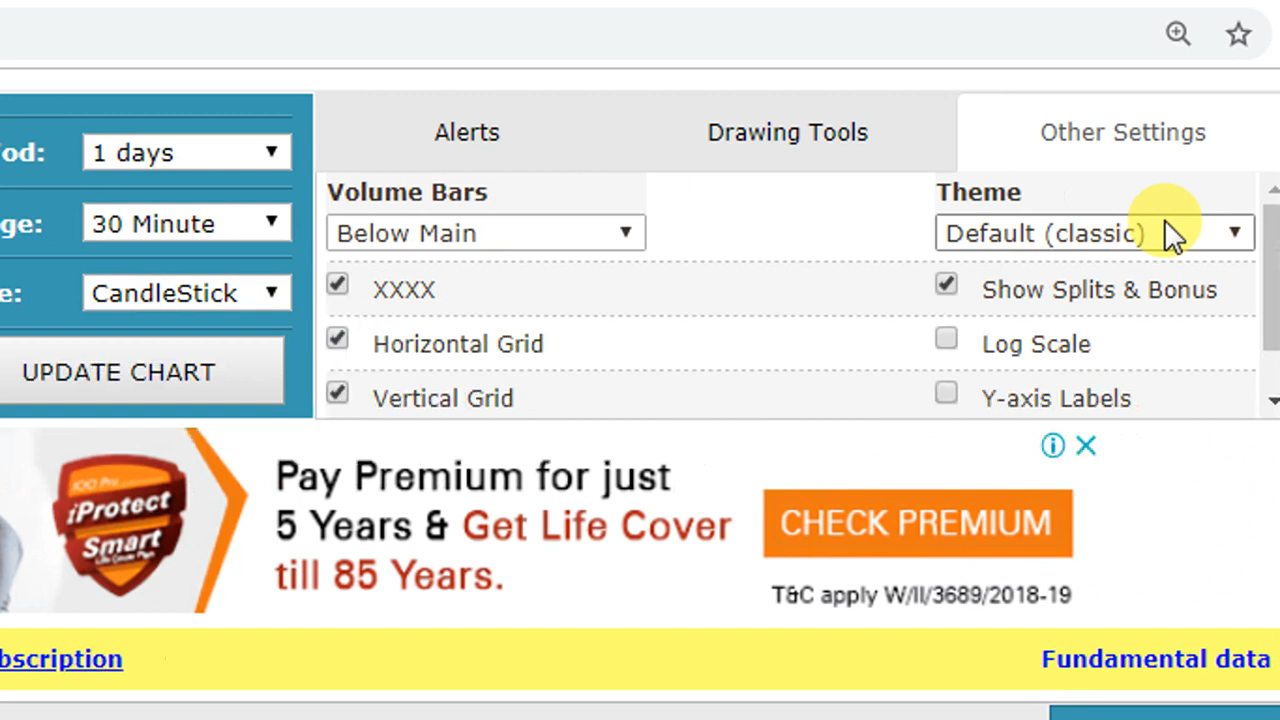 Alerts
Drawing Tools
Other Settings
iod:
1 days
ge:
30 Minute
e:
CandleStick
UPDATE CHART
Volume Bars
Below Main
Theme
Default (classic)
XXXX
Show Splits & Bonus
Horizontal Grid
Log Scale
Vertical Grid
Y-axis Labels
iProtect
Smart
Pay Premium for just
5 Years & Get Life Cover
till 85 Years.
CHECK PREMIUM
T&C apply W/II/3689/2018-19
bscription
Fundamental data